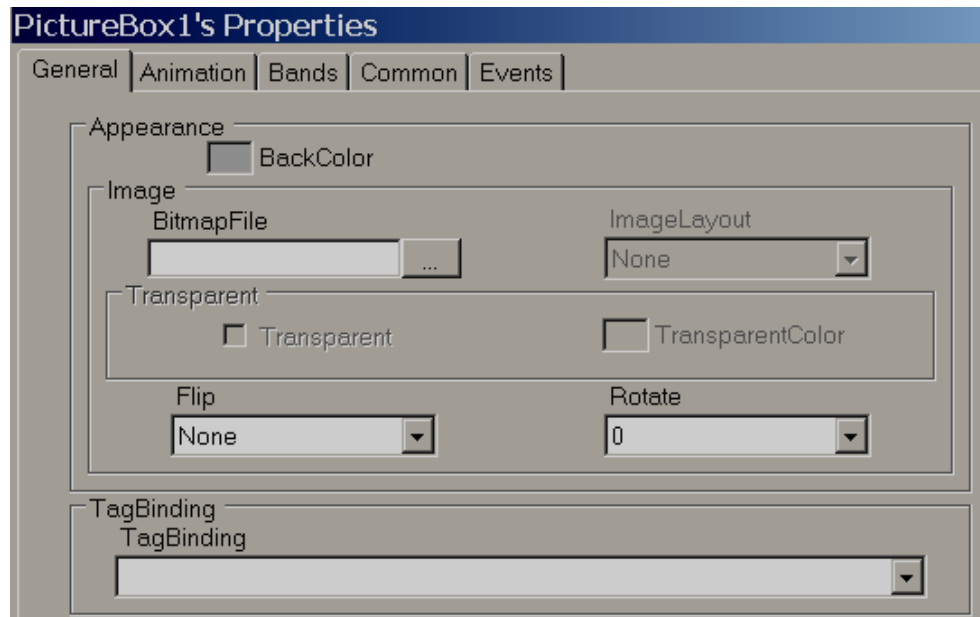 PictureBox1's Properties
General Animation Bands Common Events
Appearance
BackColor
Image
BitmapFile ImageLayout
... None
Transparent
Transparent TransparentColor
Flip Rotate
None 0
TagBinding
TagBinding